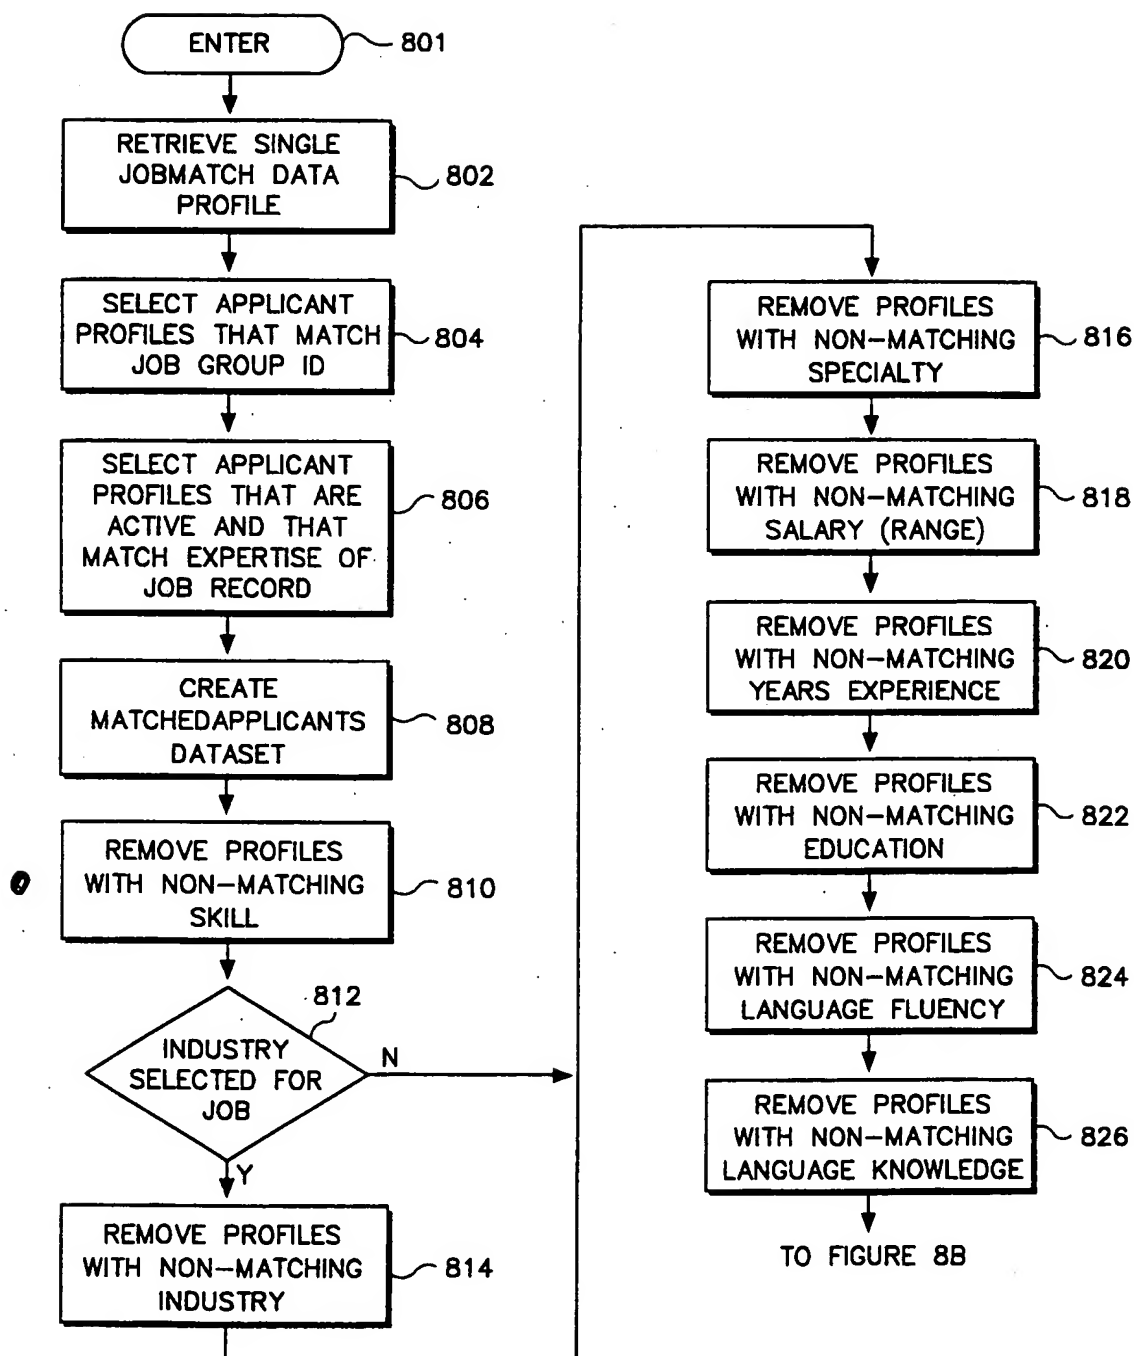 ENTER
801
RETRIEVE SINGLE
JOBMATCH DATA
PROFILE
802
SELECT APPLICANT
PROFILES THAT MATCH
JOB GROUP ID
804
SELECT APPLICANT
PROFILES THAT ARE
ACTIVE AND THAT
MATCH EXPERTISE OF
JOB RECORD
806
CREATE
MATCHEDAPPLICANTS
DATASET
808
REMOVE PROFILES
WITH NON-MATCHING
SKILL
810
812
INDUSTRY
SELECTED FOR
JOB
N
Y
REMOVE PROFILES
WITH NON-MATCHING
INDUSTRY
814
REMOVE PROFILES
WITH NON-MATCHING
SPECIALTY
816
REMOVE PROFILES
WITH NON-MATCHING
SALARY (RANGE)
818
REMOVE PROFILES
WITH NON-MATCHING
YEARS EXPERIENCE
820
REMOVE PROFILES
WITH NON-MATCHING
EDUCATION
822
REMOVE PROFILES
WITH NON-MATCHING
LANGUAGE FLUENCY
824
REMOVE PROFILES
WITH NON-MATCHING
LANGUAGE KNOWLEDGE
826
TO FIGURE 8B